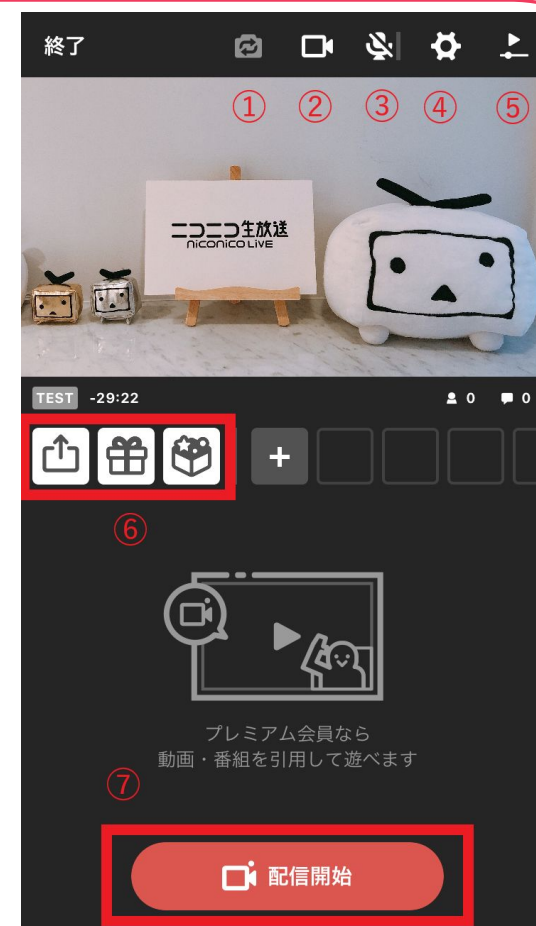 終了
① ② ③ ④ ⑤
ニコニコ生放送
niconico LIVE
TEST -29:22 0 0
⑥
プレミアム会員なら
動画・番組を引用して遊べます
⑦
配信開始